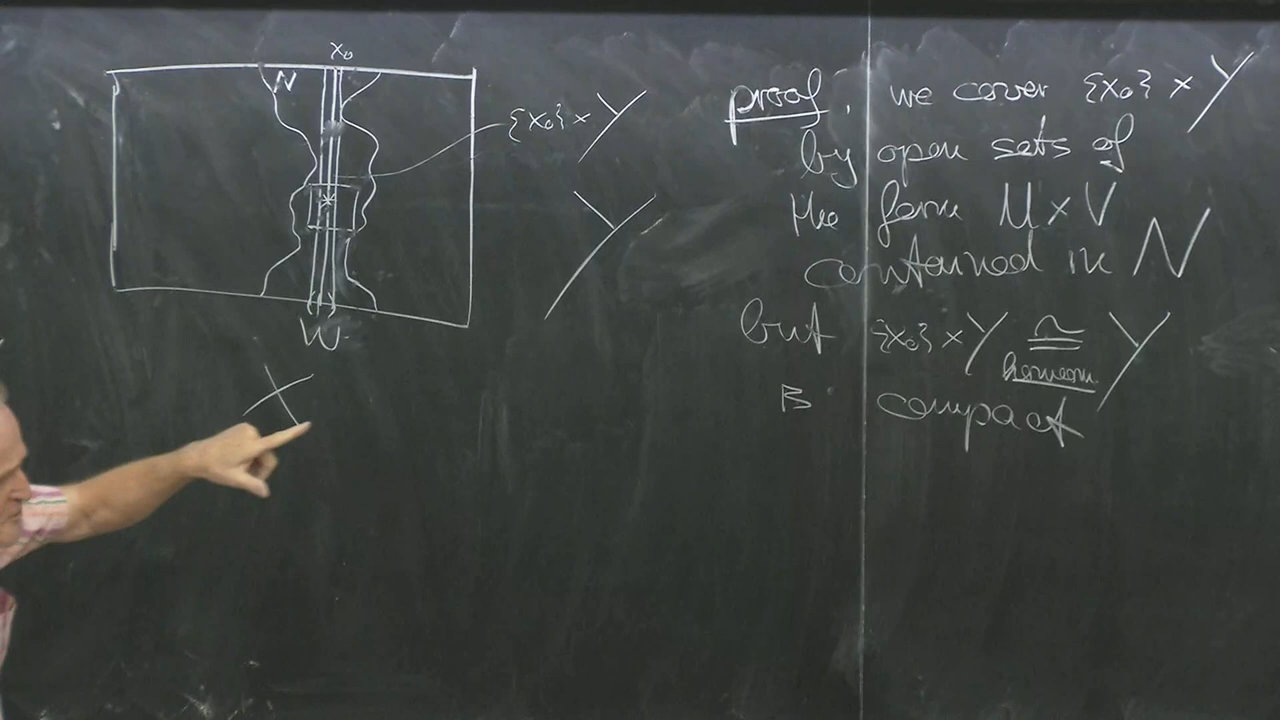 x₀
N
{x₀} × Y
Y
W
X
proof. we cover {x₀} × Y
by open sets of
the form U × V
contained in N
but {x₀} × Y ≅ Y
homeom.
is compact